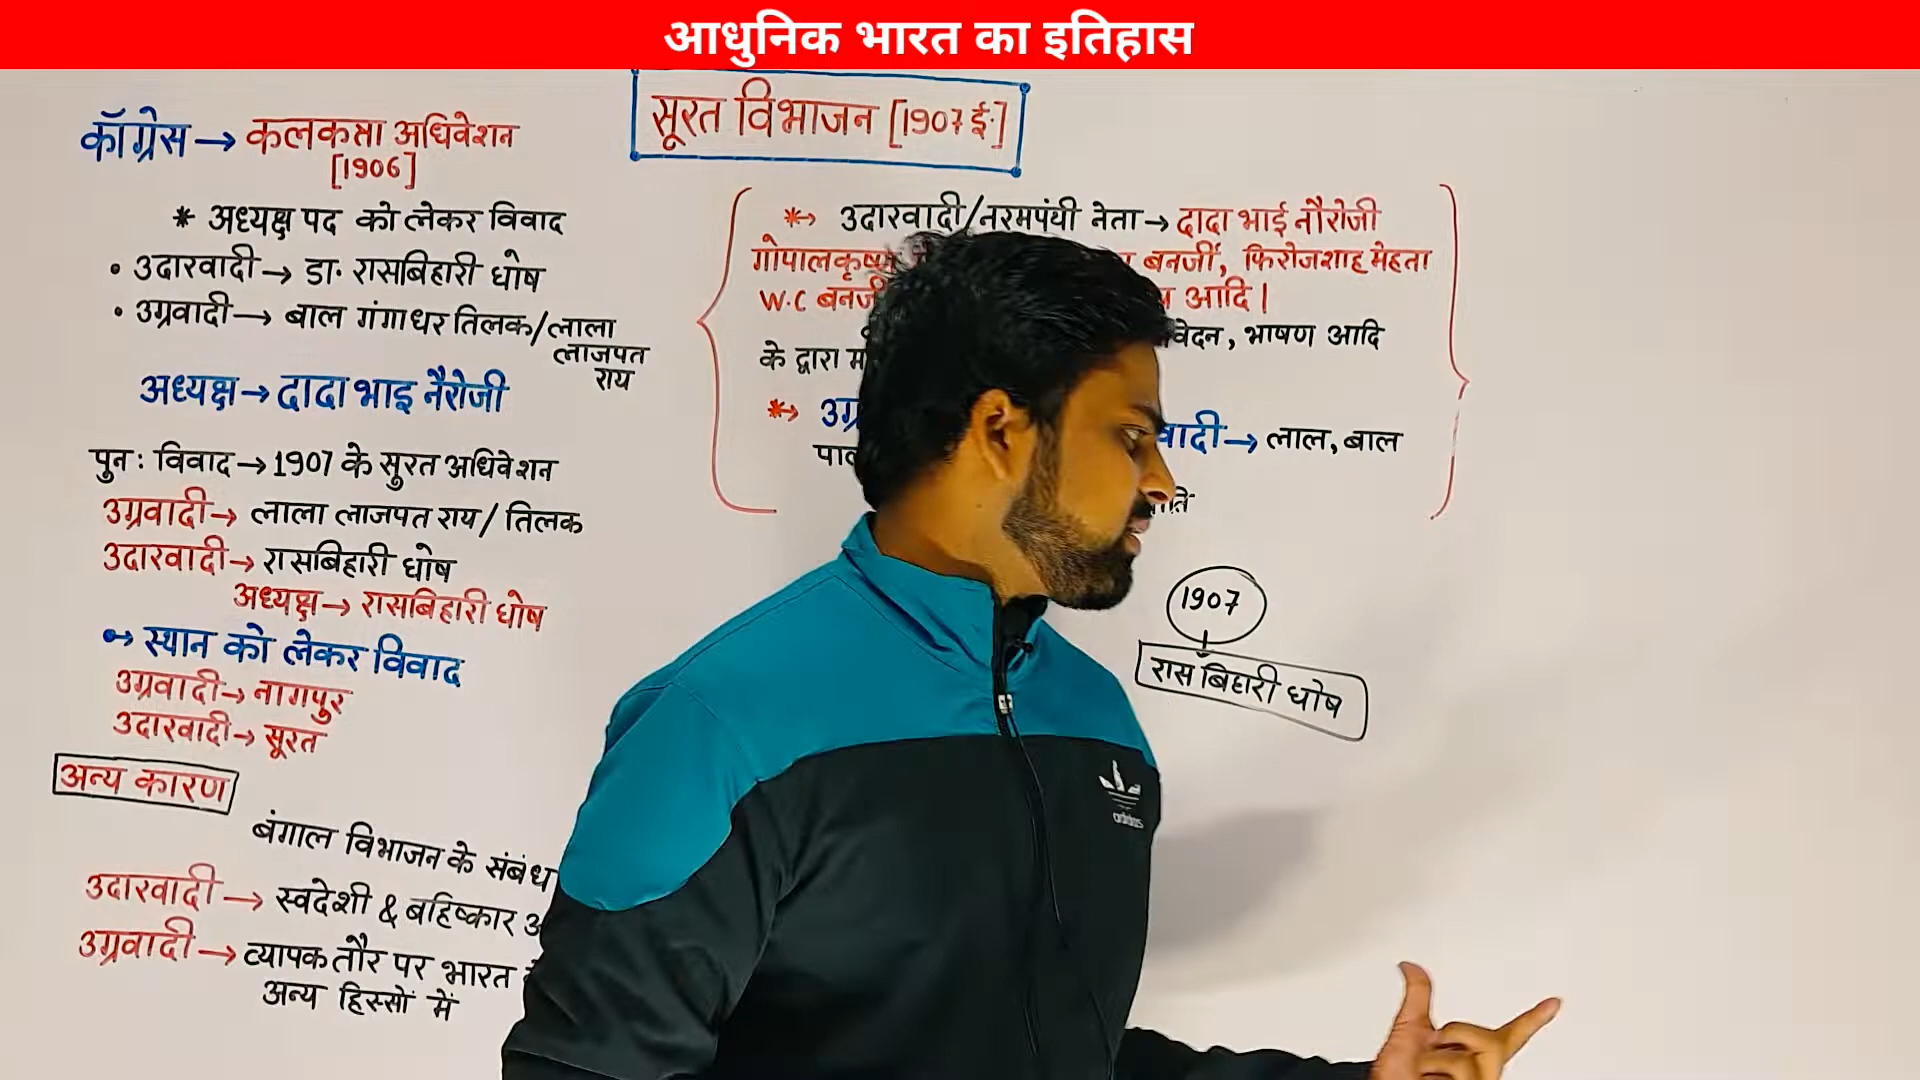 आधुनिक भारत का इतिहास
सूरत विभाजन [1907 ई.]
कॉग्रेस → कलकत्ता अधिवेशन
[1906]
* अध्यक्ष पद को लेकर विवाद
• उदारवादी → डा. रासबिहारी घोष
• उग्रवादी → बाल गंगाधर तिलक/लाला
लाजपत
राय
अध्यक्ष → दादा भाइ नैरोजी
पुन: विवाद → 1907 के सुरत अधिवेशन
उग्रवादी → लाला लाजपत राय / तिलक
उदारवादी → रासबिहारी घोष
अध्यक्ष → रासबिहारी घोष
→ स्थान को लेकर विवाद
उग्रवादी → नागपुर
उदारवादी → सूरत
अन्य कारण
बंगाल विभाजन के संबंध
उदारवादी → स्वदेशी & बहिष्कार
उग्रवादी → व्यापक तौर पर भारत
अन्य हिस्सों में
*→ उदारवादी/नरमपंथी नेता → दादा भाई नौरोजी
गोपालकृष्ण बनर्जी, फिरोजशाह मेहता
W.C बनर्जी आदि |
भाषण आदि
के द्वारा
*→ → लाल, बाल
1907
रास बिहारी घोष
adidas